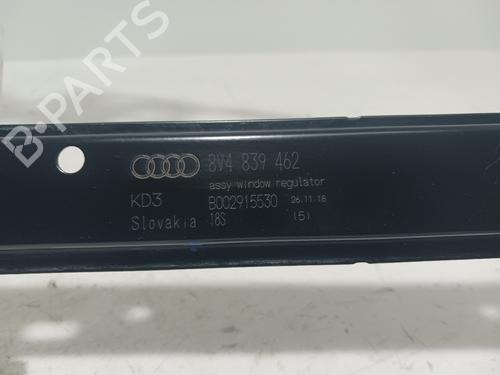 8V4 839 462
assy window regulator
KD3 B002915530 26.11.18
Slovakia 18S (5)
B-PARTS